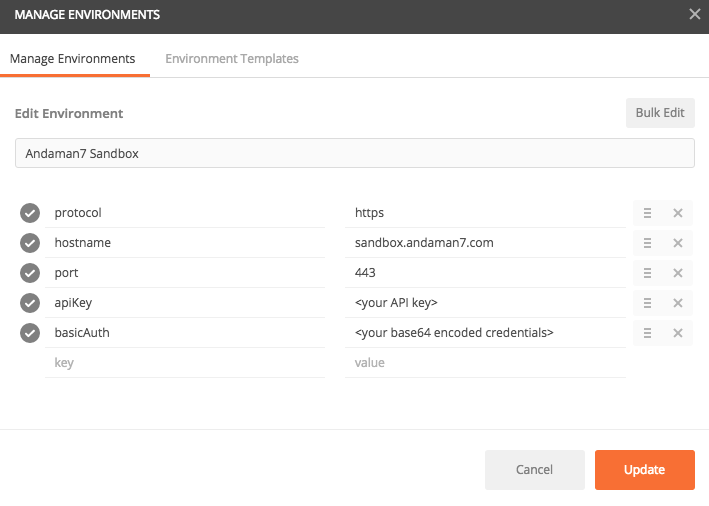 MANAGE ENVIRONMENTS
Manage Environments Environment Templates
Edit Environment Bulk Edit
Andaman7 Sandbox
protocol https
hostname sandbox.andaman7.com
port 443
apiKey <your API key>
basicAuth <your base64 encoded credentials>
key value
Cancel Update